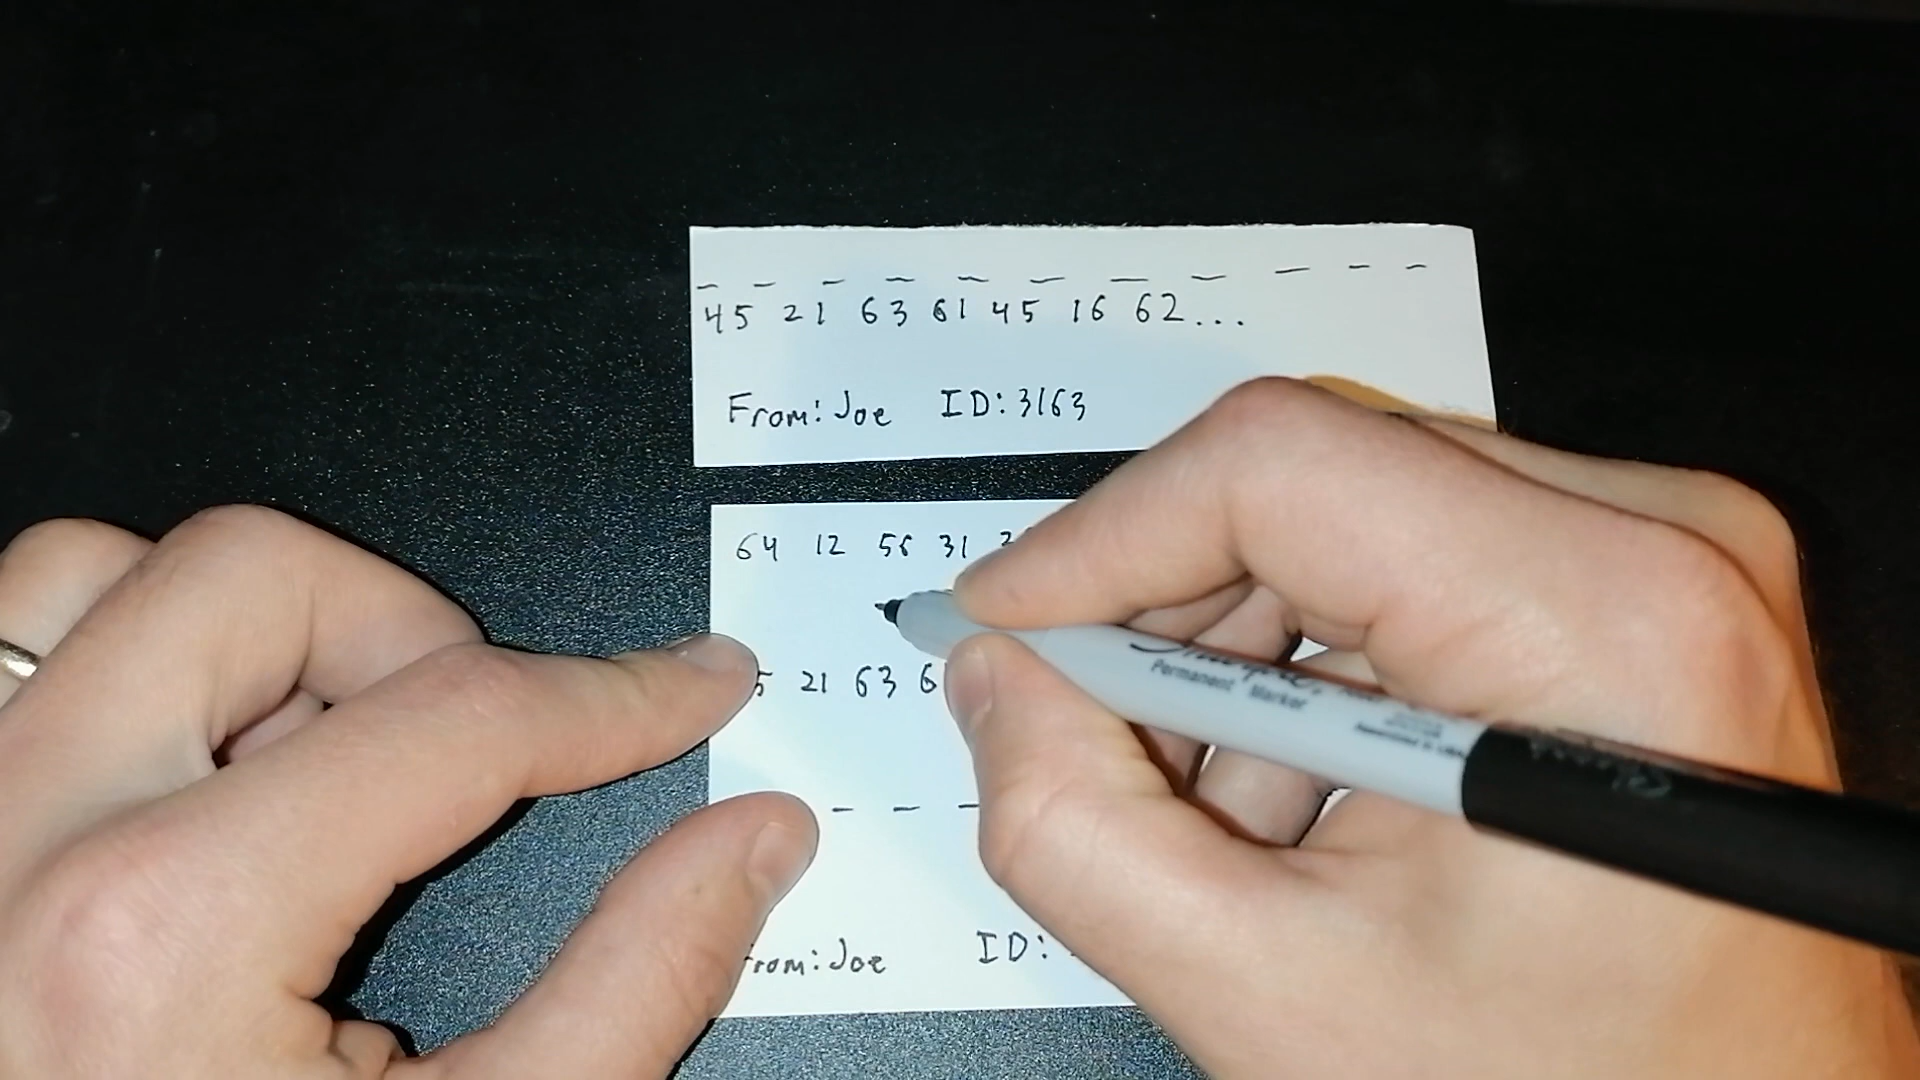 45 21 63 61 45 16 62...
From: Joe ID: 3163
64 12 56 31
21 63
Permanent Marker
From: Joe ID: